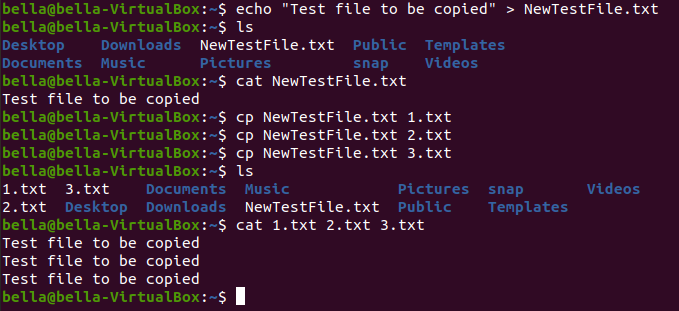 bella@bella-VirtualBox:~$ echo "Test file to be copied" > NewTestFile.txt
bella@bella-VirtualBox:~$ ls
Desktop Downloads NewTestFile.txt Public Templates
Documents Music Pictures snap Videos
bella@bella-VirtualBox:~$ cat NewTestFile.txt
Test file to be copied
bella@bella-VirtualBox:~$ cp NewTestFile.txt 1.txt
bella@bella-VirtualBox:~$ cp NewTestFile.txt 2.txt
bella@bella-VirtualBox:~$ cp NewTestFile.txt 3.txt
bella@bella-VirtualBox:~$ ls
1.txt 3.txt Documents Music Pictures snap Videos
2.txt Desktop Downloads NewTestFile.txt Public Templates
bella@bella-VirtualBox:~$ cat 1.txt 2.txt 3.txt
Test file to be copied
Test file to be copied
Test file to be copied
bella@bella-VirtualBox:~$